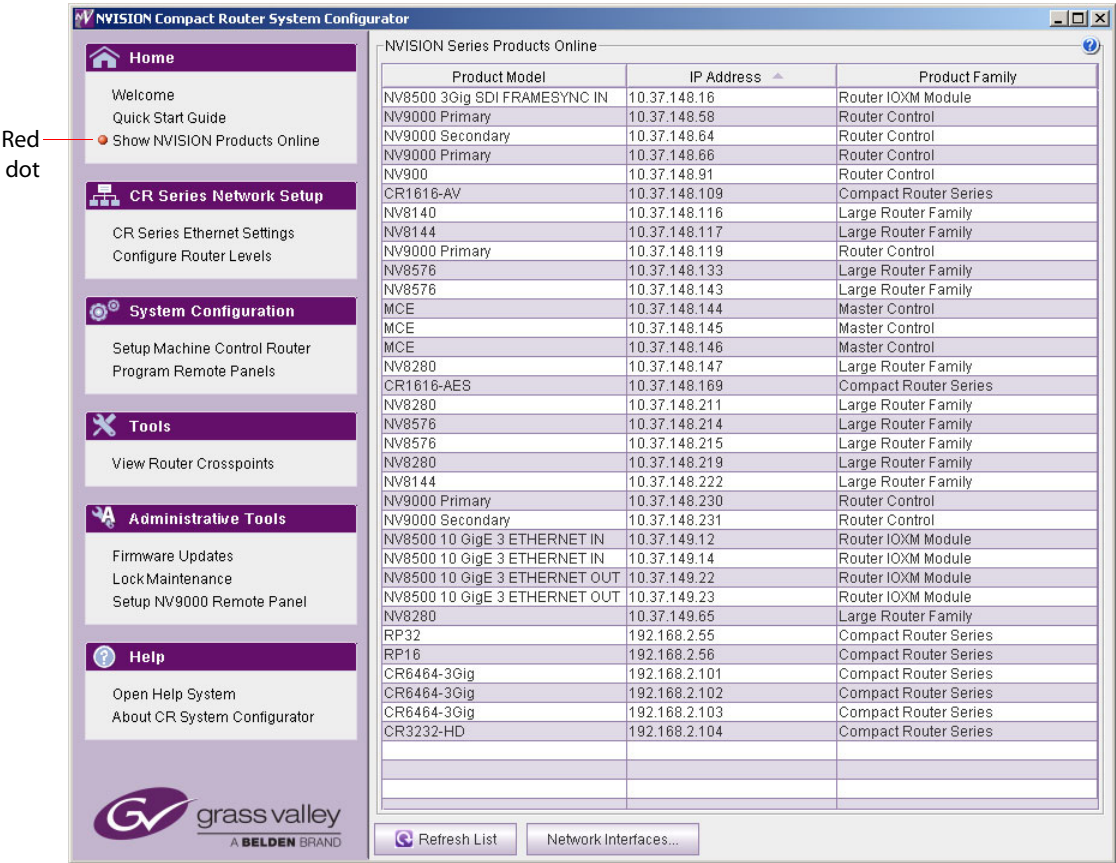 NVISION Compact Router System Configurator
Red
dot
Home
Welcome
Quick Start Guide
Show NVISION Products Online
CR Series Network Setup
CR Series Ethernet Settings
Configure Router Levels
System Configuration
Setup Machine Control Router
Program Remote Panels
Tools
View Router Crosspoints
Administrative Tools
Firmware Updates
Lock Maintenance
Setup NV9000 Remote Panel
Help
Open Help System
About CR System Configurator
GV grass valley
A BELDEN BRAND
NVISION Series Products Online
Product Model IP Address Product Family
NV8500 3Gig SDI FRAMESYNC IN 10.37.148.16 Router IOXM Module
NV9000 Primary 10.37.148.58 Router Control
NV9000 Secondary 10.37.148.64 Router Control
NV9000 Primary 10.37.148.66 Router Control
NV900 10.37.148.91 Router Control
CR1616-AV 10.37.148.109 Compact Router Series
NV8140 10.37.148.116 Large Router Family
NV8144 10.37.148.117 Large Router Family
NV9000 Primary 10.37.148.119 Router Control
NV8576 10.37.148.133 Large Router Family
NV8576 10.37.148.143 Large Router Family
MCE 10.37.148.144 Master Control
MCE 10.37.148.145 Master Control
MCE 10.37.148.146 Master Control
NV8280 10.37.148.147 Large Router Family
CR1616-AES 10.37.148.169 Compact Router Series
NV8280 10.37.148.211 Large Router Family
NV8576 10.37.148.214 Large Router Family
NV8576 10.37.148.215 Large Router Family
NV8280 10.37.148.219 Large Router Family
NV8144 10.37.148.222 Large Router Family
NV9000 Primary 10.37.148.230 Router Control
NV9000 Secondary 10.37.148.231 Router Control
NV8500 10 GigE 3 ETHERNET IN 10.37.149.12 Router IOXM Module
NV8500 10 GigE 3 ETHERNET IN 10.37.149.14 Router IOXM Module
NV8500 10 GigE 3 ETHERNET OUT 10.37.149.22 Router IOXM Module
NV8500 10 GigE 3 ETHERNET OUT 10.37.149.23 Router IOXM Module
NV8280 10.37.149.65 Large Router Family
RP32 192.168.2.55 Compact Router Series
RP16 192.168.2.56 Compact Router Series
CR6464-3Gig 192.168.2.101 Compact Router Series
CR6464-3Gig 192.168.2.102 Compact Router Series
CR6464-3Gig 192.168.2.103 Compact Router Series
CR3232-HD 192.168.2.104 Compact Router Series
Refresh List Network Interfaces...